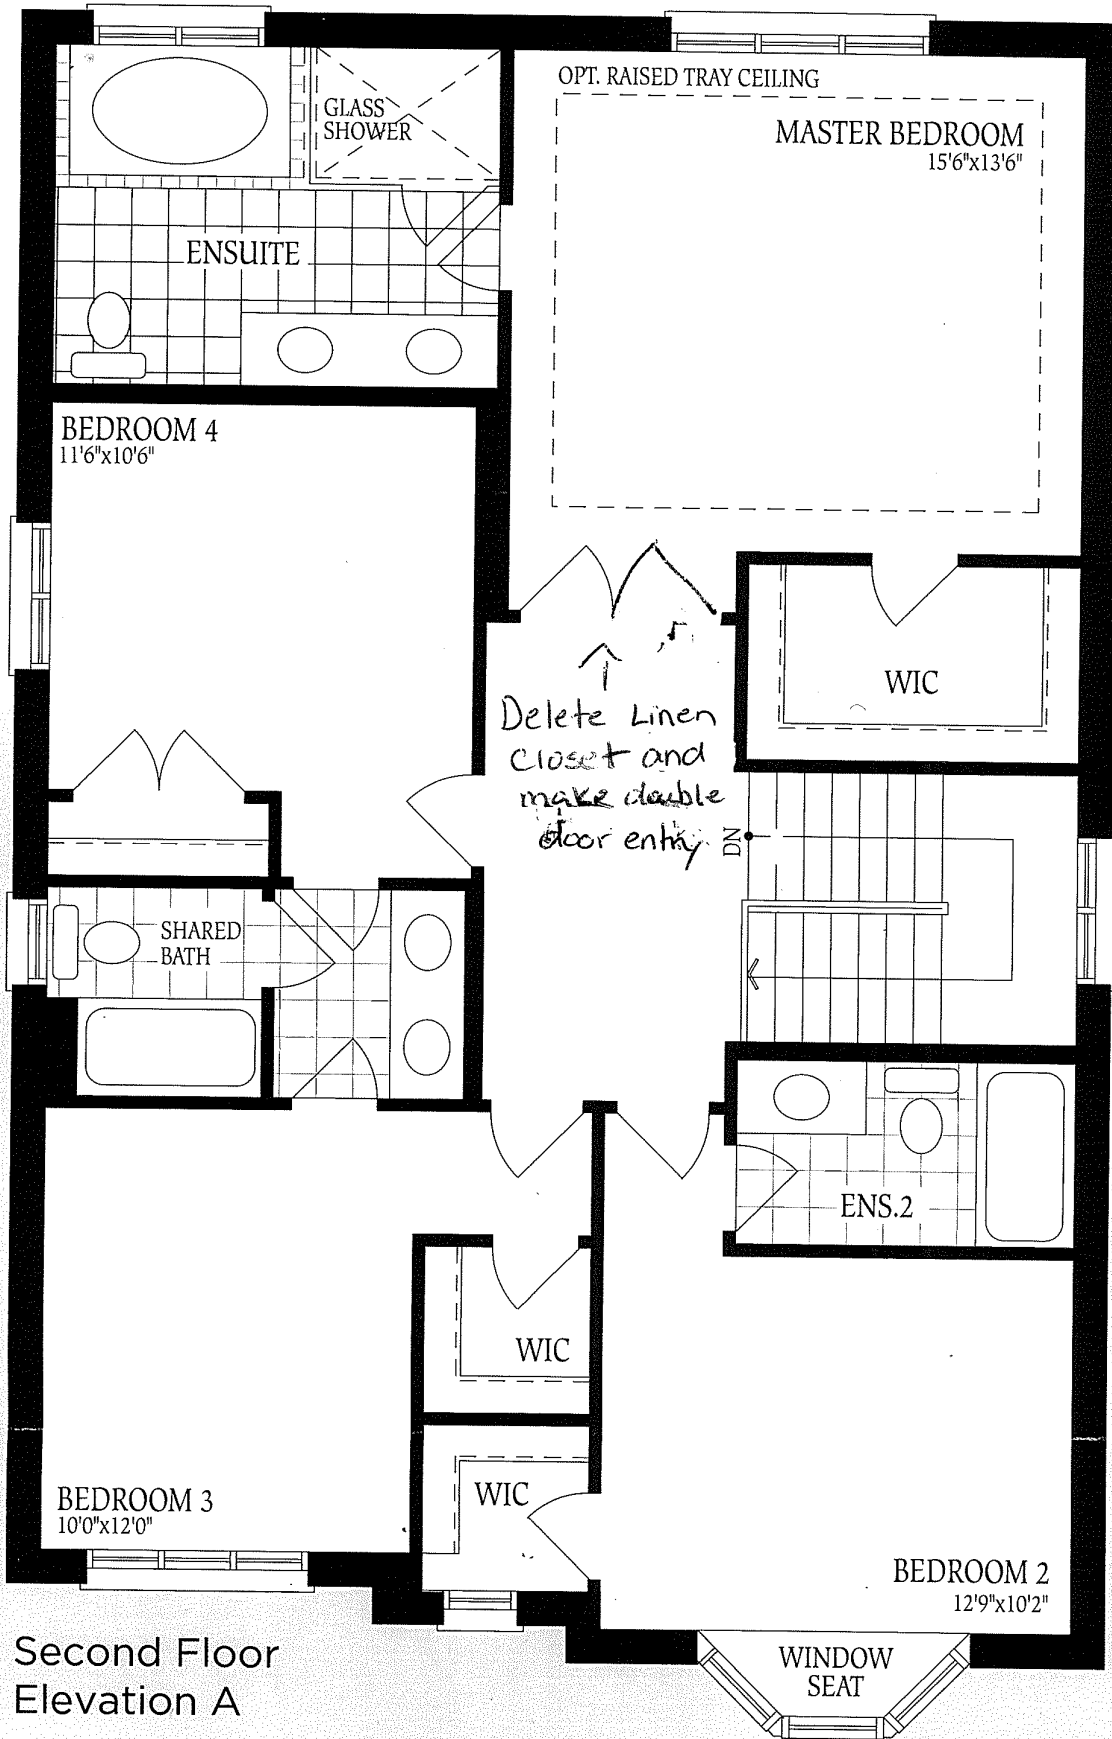 OPT. RAISED TRAY CEILING
GLASS
SHOWER
MASTER BEDROOM
15'6"x13'6"
ENSUITE
BEDROOM 4
11'6"x10'6"
WIC
Delete Linen
Closet and
make double
door entry
DN
SHARED
BATH
ENS.2
WIC
WIC
BEDROOM 3
10'0"x12'0"
BEDROOM 2
12'9"x10'2"
WINDOW
SEAT
Second Floor
Elevation A